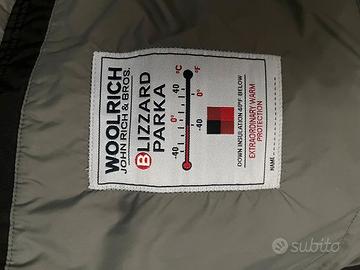 WOOLRICH
JOHN RICH & BROS.
BLIZZARD
PARKA
°C °F
40
0° 0°
-40 -40
DOWN INSULATION 40°F BELOW
EXTRAORDINARY WARM
PROTECTION
NAME
subito